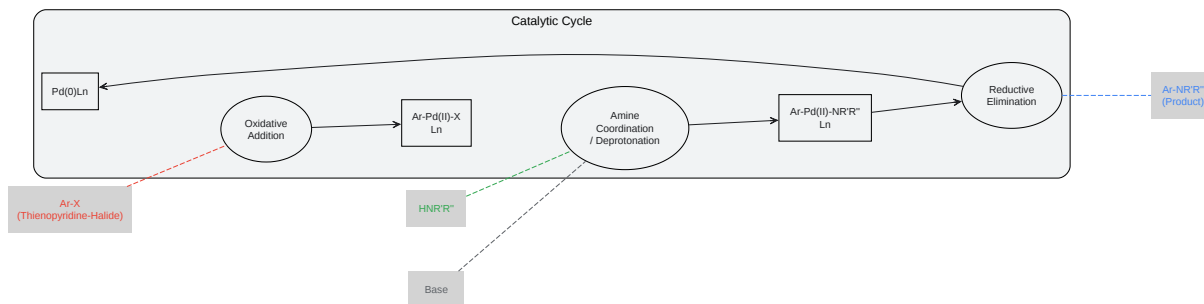 Catalytic Cycle
Pd(0)Ln
Oxidative
Addition
Ar-Pd(II)-X
Ln
Amine
Coordination
/ Deprotonation
Ar-Pd(II)-NR'R''
Ln
Reductive
Elimination
Ar-NR'R''
(Product)
Ar-X
(Thienopyridine-Halide)
HNR'R''
Base